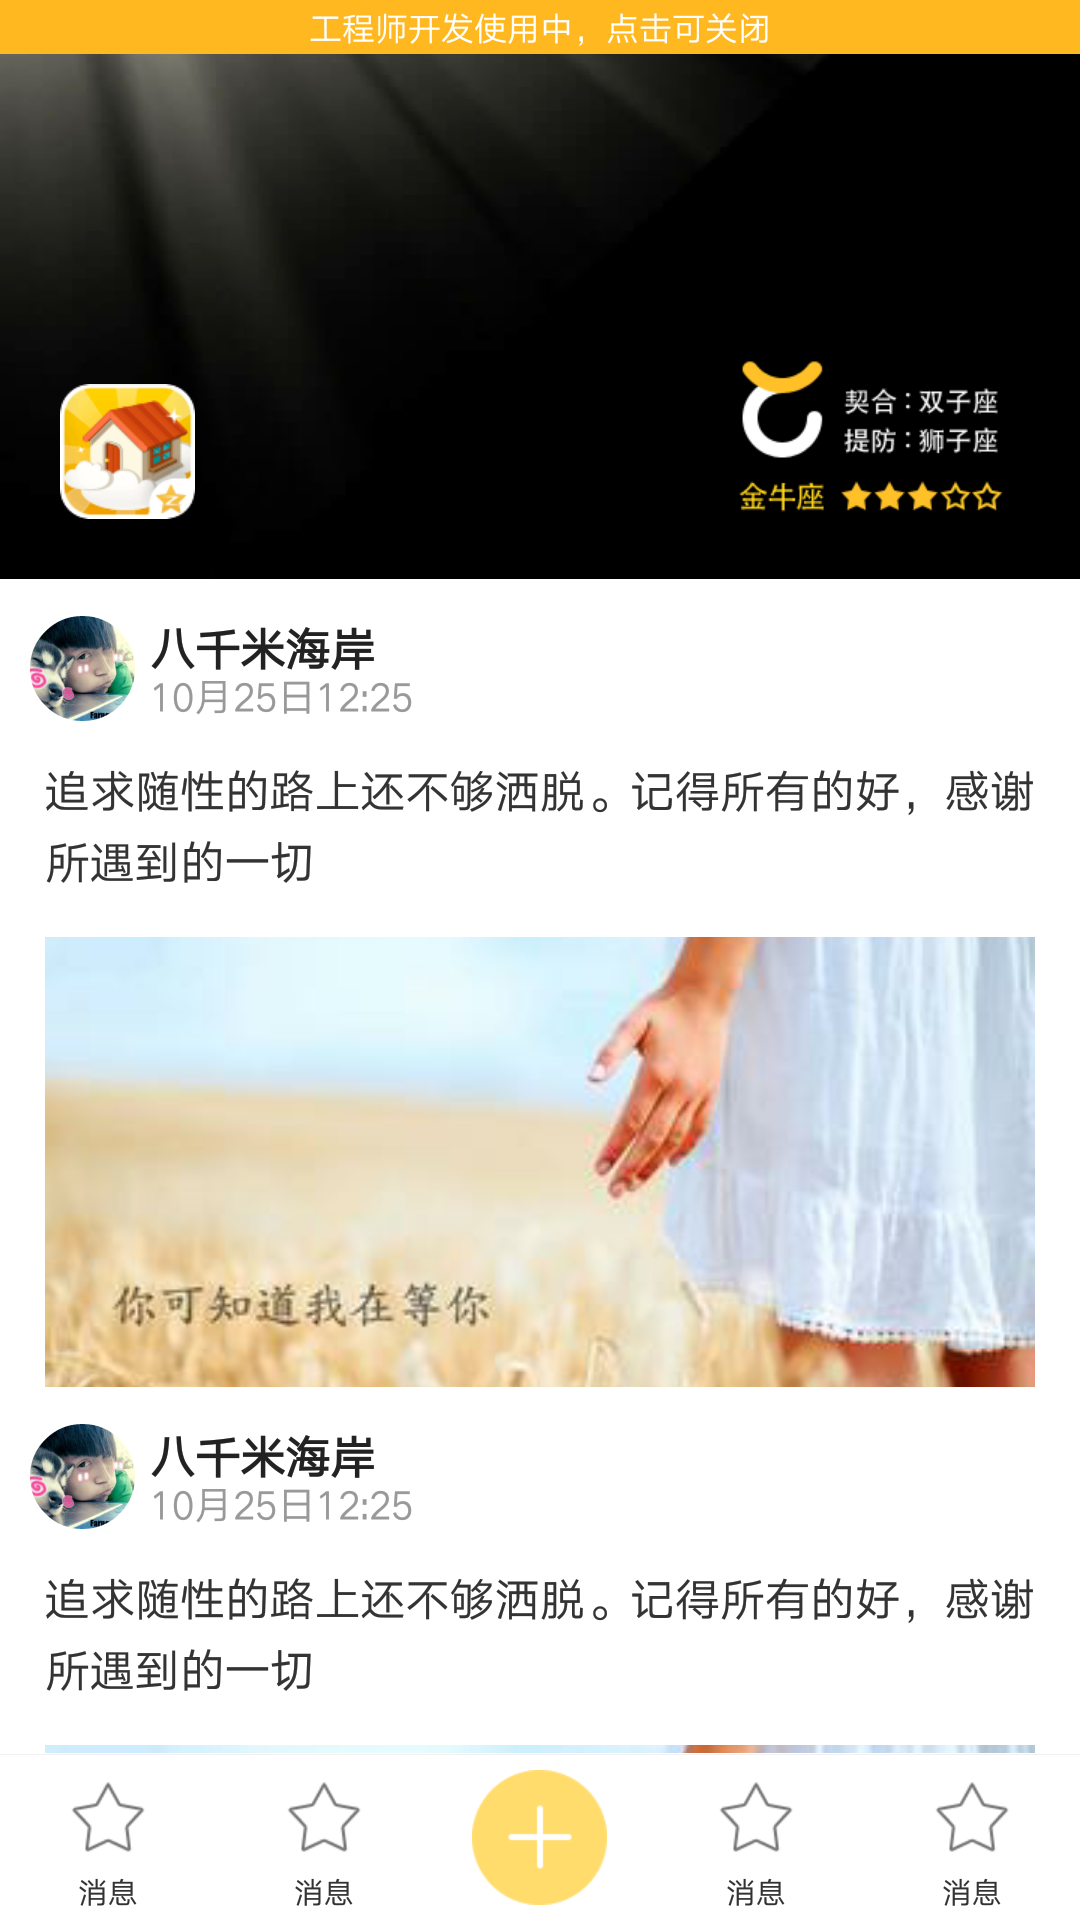 工程师开发使用中，点击可关闭
契合：双子座
提防：狮子座
金牛座
八千米海岸
10月25日12:25
追求随性的路上还不够洒脱。记得所有的好，感谢
所遇到的一切
你可知道我在等你
八千米海岸
10月25日12:25
追求随性的路上还不够洒脱。记得所有的好，感谢
所遇到的一切
消息
消息
消息
消息